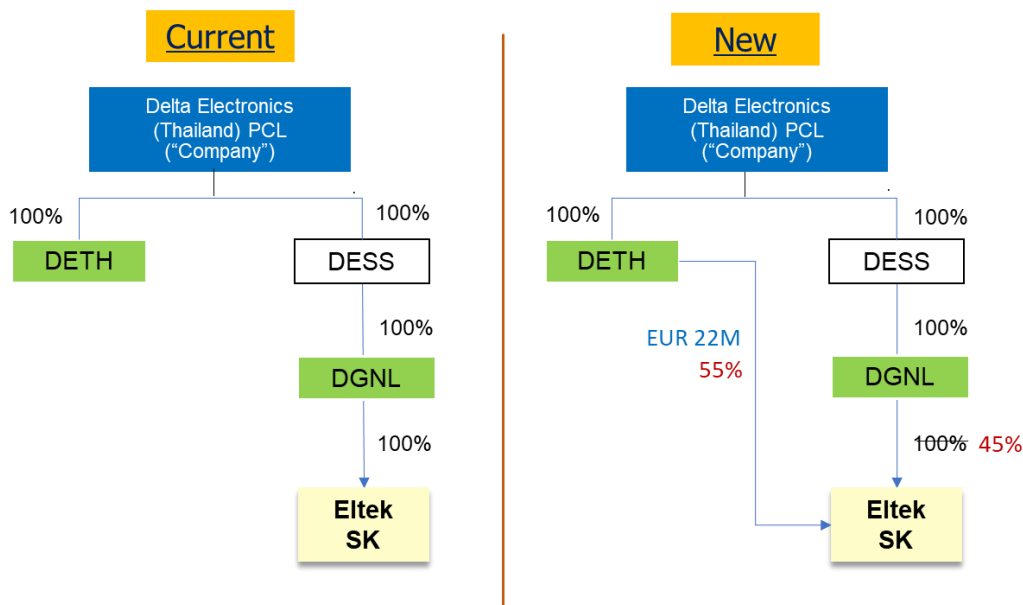 Current
Delta Electronics
(Thailand) PCL
(“Company”)
100%
100%
DETH
DESS
100%
DGNL
100%
Eltek
SK
New
Delta Electronics
(Thailand) PCL
(“Company”)
100%
100%
DETH
DESS
EUR 22M
55%
100%
DGNL
100% 45%
Eltek
SK